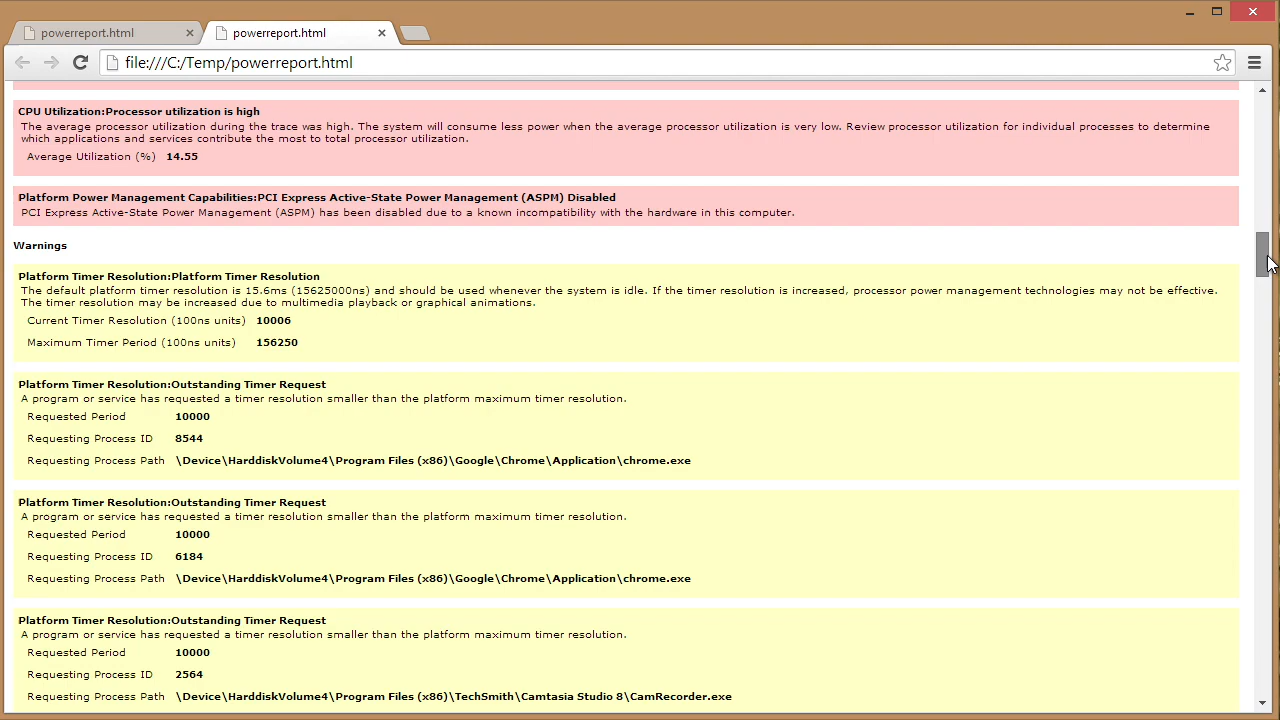 powerreport.html
powerreport.html
file:///C:/Temp/powerreport.html
CPU Utilization:Processor utilization is high
The average processor utilization during the trace was high. The system will consume less power when the average processor utilization is very low. Review processor utilization for individual processes to determine
which applications and services contribute the most to total processor utilization.
Average Utilization (%) 14.55
Platform Power Management Capabilities:PCI Express Active-State Power Management (ASPM) Disabled
PCI Express Active-State Power Management (ASPM) has been disabled due to a known incompatibility with the hardware in this computer.
Warnings
Platform Timer Resolution:Platform Timer Resolution
The default platform timer resolution is 15.6ms (15625000ns) and should be used whenever the system is idle. If the timer resolution is increased, processor power management technologies may not be effective.
The timer resolution may be increased due to multimedia playback or graphical animations.
Current Timer Resolution (100ns units) 10006
Maximum Timer Period (100ns units) 156250
Platform Timer Resolution:Outstanding Timer Request
A program or service has requested a timer resolution smaller than the platform maximum timer resolution.
Requested Period 10000
Requesting Process ID 8544
Requesting Process Path \Device\HarddiskVolume4\Program Files (x86)\Google\Chrome\Application\chrome.exe
Platform Timer Resolution:Outstanding Timer Request
A program or service has requested a timer resolution smaller than the platform maximum timer resolution.
Requested Period 10000
Requesting Process ID 6184
Requesting Process Path \Device\HarddiskVolume4\Program Files (x86)\Google\Chrome\Application\chrome.exe
Platform Timer Resolution:Outstanding Timer Request
A program or service has requested a timer resolution smaller than the platform maximum timer resolution.
Requested Period 10000
Requesting Process ID 2564
Requesting Process Path \Device\HarddiskVolume4\Program Files (x86)\TechSmith\Camtasia Studio 8\CamRecorder.exe